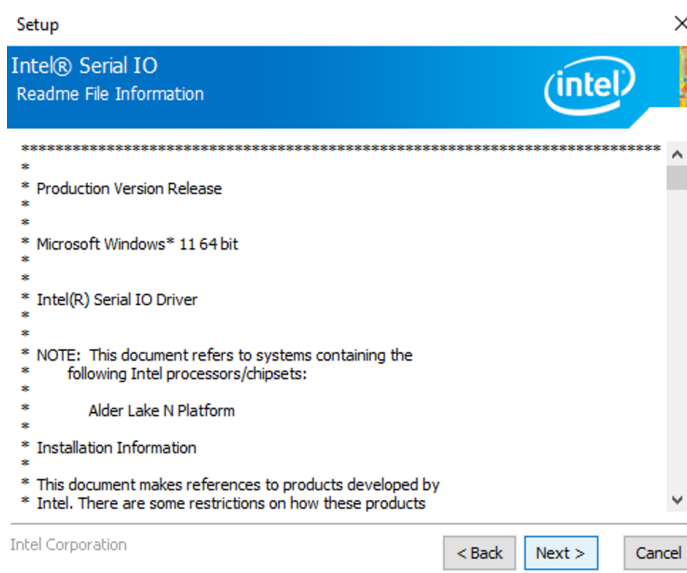 Setup
Intel® Serial IO
Readme File Information
intel
******************************************************************************
*
* Production Version Release
*
*
* Microsoft Windows* 11 64 bit
*
*
* Intel(R) Serial IO Driver
*
*
* NOTE: This document refers to systems containing the
* following Intel processors/chipsets:
*
* Alder Lake N Platform
*
* Installation Information
*
* This document makes references to products developed by
* Intel. There are some restrictions on how these products
Intel Corporation
< Back Next > Cancel